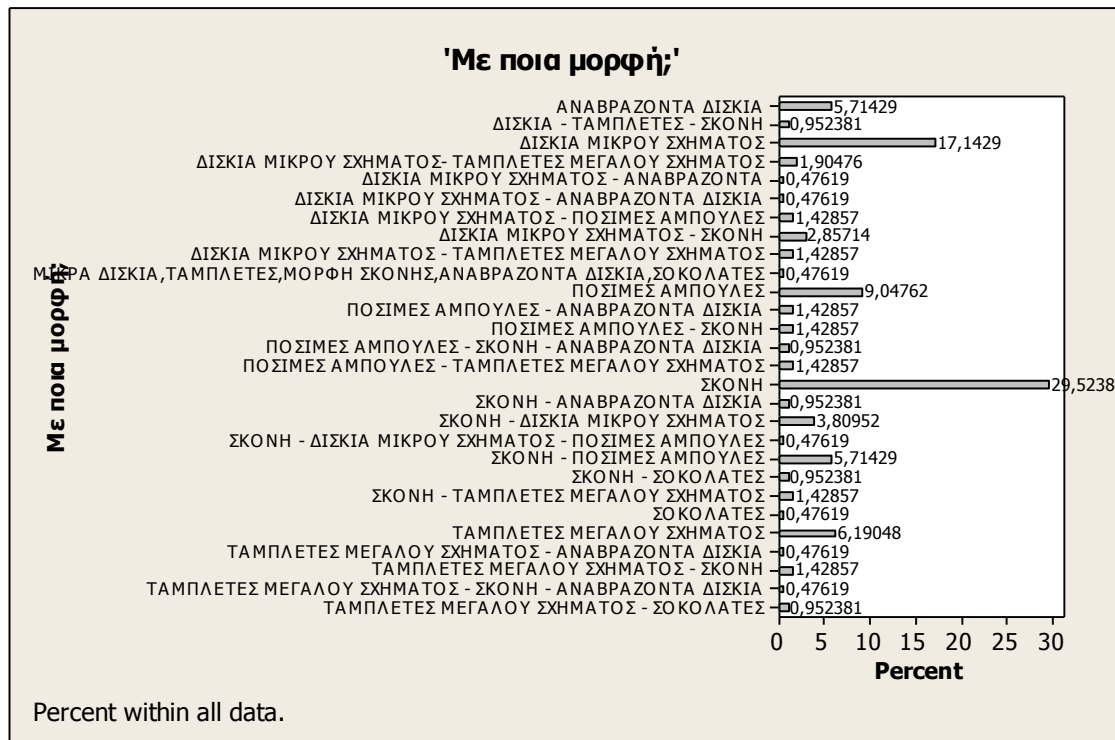 'Με ποια μορφή;'
Με ποια μορφή;
ΑΝΑΒΡΑΖΟΝΤΑ ΔΙΣΚΙΑ 5,71429
ΔΙΣΚΙΑ - ΤΑΜΠΛΕΤΕΣ - ΣΚΟΝΗ 0,952381
ΔΙΣΚΙΑ ΜΙΚΡΟΥ ΣΧΗΜΑΤΟΣ 17,1429
ΔΙΣΚΙΑ ΜΙΚΡΟΥ ΣΧΗΜΑΤΟΣ- ΤΑΜΠΛΕΤΕΣ ΜΕΓΑΛΟΥ ΣΧΗΜΑΤΟΣ 1,90476
ΔΙΣΚΙΑ ΜΙΚΡΟΥ ΣΧΗΜΑΤΟΣ - ΑΝΑΒΡΑΖΟΝΤΑ 0,47619
ΔΙΣΚΙΑ ΜΙΚΡΟΥ ΣΧΗΜΑΤΟΣ - ΑΝΑΒΡΑΖΟΝΤΑ ΔΙΣΚΙΑ 0,47619
ΔΙΣΚΙΑ ΜΙΚΡΟΥ ΣΧΗΜΑΤΟΣ - ΠΟΣΙΜΕΣ ΑΜΠΟΥΛΕΣ 1,42857
ΔΙΣΚΙΑ ΜΙΚΡΟΥ ΣΧΗΜΑΤΟΣ - ΣΚΟΝΗ 2,85714
ΔΙΣΚΙΑ ΜΙΚΡΟΥ ΣΧΗΜΑΤΟΣ - ΤΑΜΠΛΕΤΕΣ ΜΕΓΑΛΟΥ ΣΧΗΜΑΤΟΣ 1,42857
ΜΙΚΡΑ ΔΙΣΚΙΑ,ΤΑΜΠΛΕΤΕΣ,ΜΟΡΦΗ ΣΚΟΝΗΣ,ΑΝΑΒΡΑΖΟΝΤΑ ΔΙΣΚΙΑ,ΣΟΚΟΛΑΤΕΣ 0,47619
ΠΟΣΙΜΕΣ ΑΜΠΟΥΛΕΣ 9,04762
ΠΟΣΙΜΕΣ ΑΜΠΟΥΛΕΣ - ΑΝΑΒΡΑΖΟΝΤΑ ΔΙΣΚΙΑ 1,42857
ΠΟΣΙΜΕΣ ΑΜΠΟΥΛΕΣ - ΣΚΟΝΗ 1,42857
ΠΟΣΙΜΕΣ ΑΜΠΟΥΛΕΣ - ΣΚΟΝΗ - ΑΝΑΒΡΑΖΟΝΤΑ ΔΙΣΚΙΑ 0,952381
ΠΟΣΙΜΕΣ ΑΜΠΟΥΛΕΣ - ΤΑΜΠΛΕΤΕΣ ΜΕΓΑΛΟΥ ΣΧΗΜΑΤΟΣ 1,42857
ΣΚΟΝΗ 29,5238
ΣΚΟΝΗ - ΑΝΑΒΡΑΖΟΝΤΑ ΔΙΣΚΙΑ 0,952381
ΣΚΟΝΗ - ΔΙΣΚΙΑ ΜΙΚΡΟΥ ΣΧΗΜΑΤΟΣ 3,80952
ΣΚΟΝΗ - ΔΙΣΚΙΑ ΜΙΚΡΟΥ ΣΧΗΜΑΤΟΣ - ΠΟΣΙΜΕΣ ΑΜΠΟΥΛΕΣ 0,47619
ΣΚΟΝΗ - ΠΟΣΙΜΕΣ ΑΜΠΟΥΛΕΣ 5,71429
ΣΚΟΝΗ - ΣΟΚΟΛΑΤΕΣ 0,952381
ΣΚΟΝΗ - ΤΑΜΠΛΕΤΕΣ ΜΕΓΑΛΟΥ ΣΧΗΜΑΤΟΣ 1,42857
ΣΟΚΟΛΑΤΕΣ 0,47619
ΤΑΜΠΛΕΤΕΣ ΜΕΓΑΛΟΥ ΣΧΗΜΑΤΟΣ 6,19048
ΤΑΜΠΛΕΤΕΣ ΜΕΓΑΛΟΥ ΣΧΗΜΑΤΟΣ - ΑΝΑΒΡΑΖΟΝΤΑ ΔΙΣΚΙΑ 0,47619
ΤΑΜΠΛΕΤΕΣ ΜΕΓΑΛΟΥ ΣΧΗΜΑΤΟΣ - ΣΚΟΝΗ 1,42857
ΤΑΜΠΛΕΤΕΣ ΜΕΓΑΛΟΥ ΣΧΗΜΑΤΟΣ - ΣΚΟΝΗ - ΑΝΑΒΡΑΖΟΝΤΑ ΔΙΣΚΙΑ 0,47619
ΤΑΜΠΛΕΤΕΣ ΜΕΓΑΛΟΥ ΣΧΗΜΑΤΟΣ - ΣΟΚΟΛΑΤΕΣ 0,952381
0 5 10 15 20 25 30
Percent
Percent within all data.